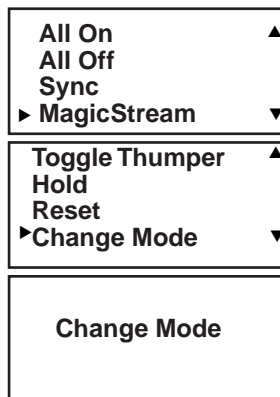 All On
All Off
Sync
MagicStream
Toggle Thumper
Hold
Reset
Change Mode
Change Mode